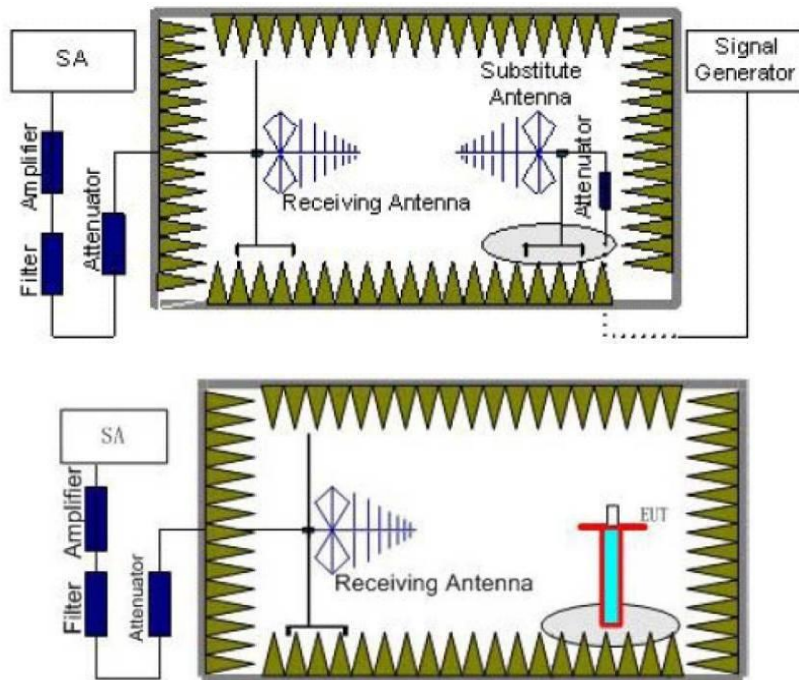 SA
Amplifier
Filter
Attenuator
Receiving Antenna
Substitute
Antenna
Attenuator
Signal
Generator
SA
Amplifier
Filter
Attenuator
Receiving Antenna
EUT